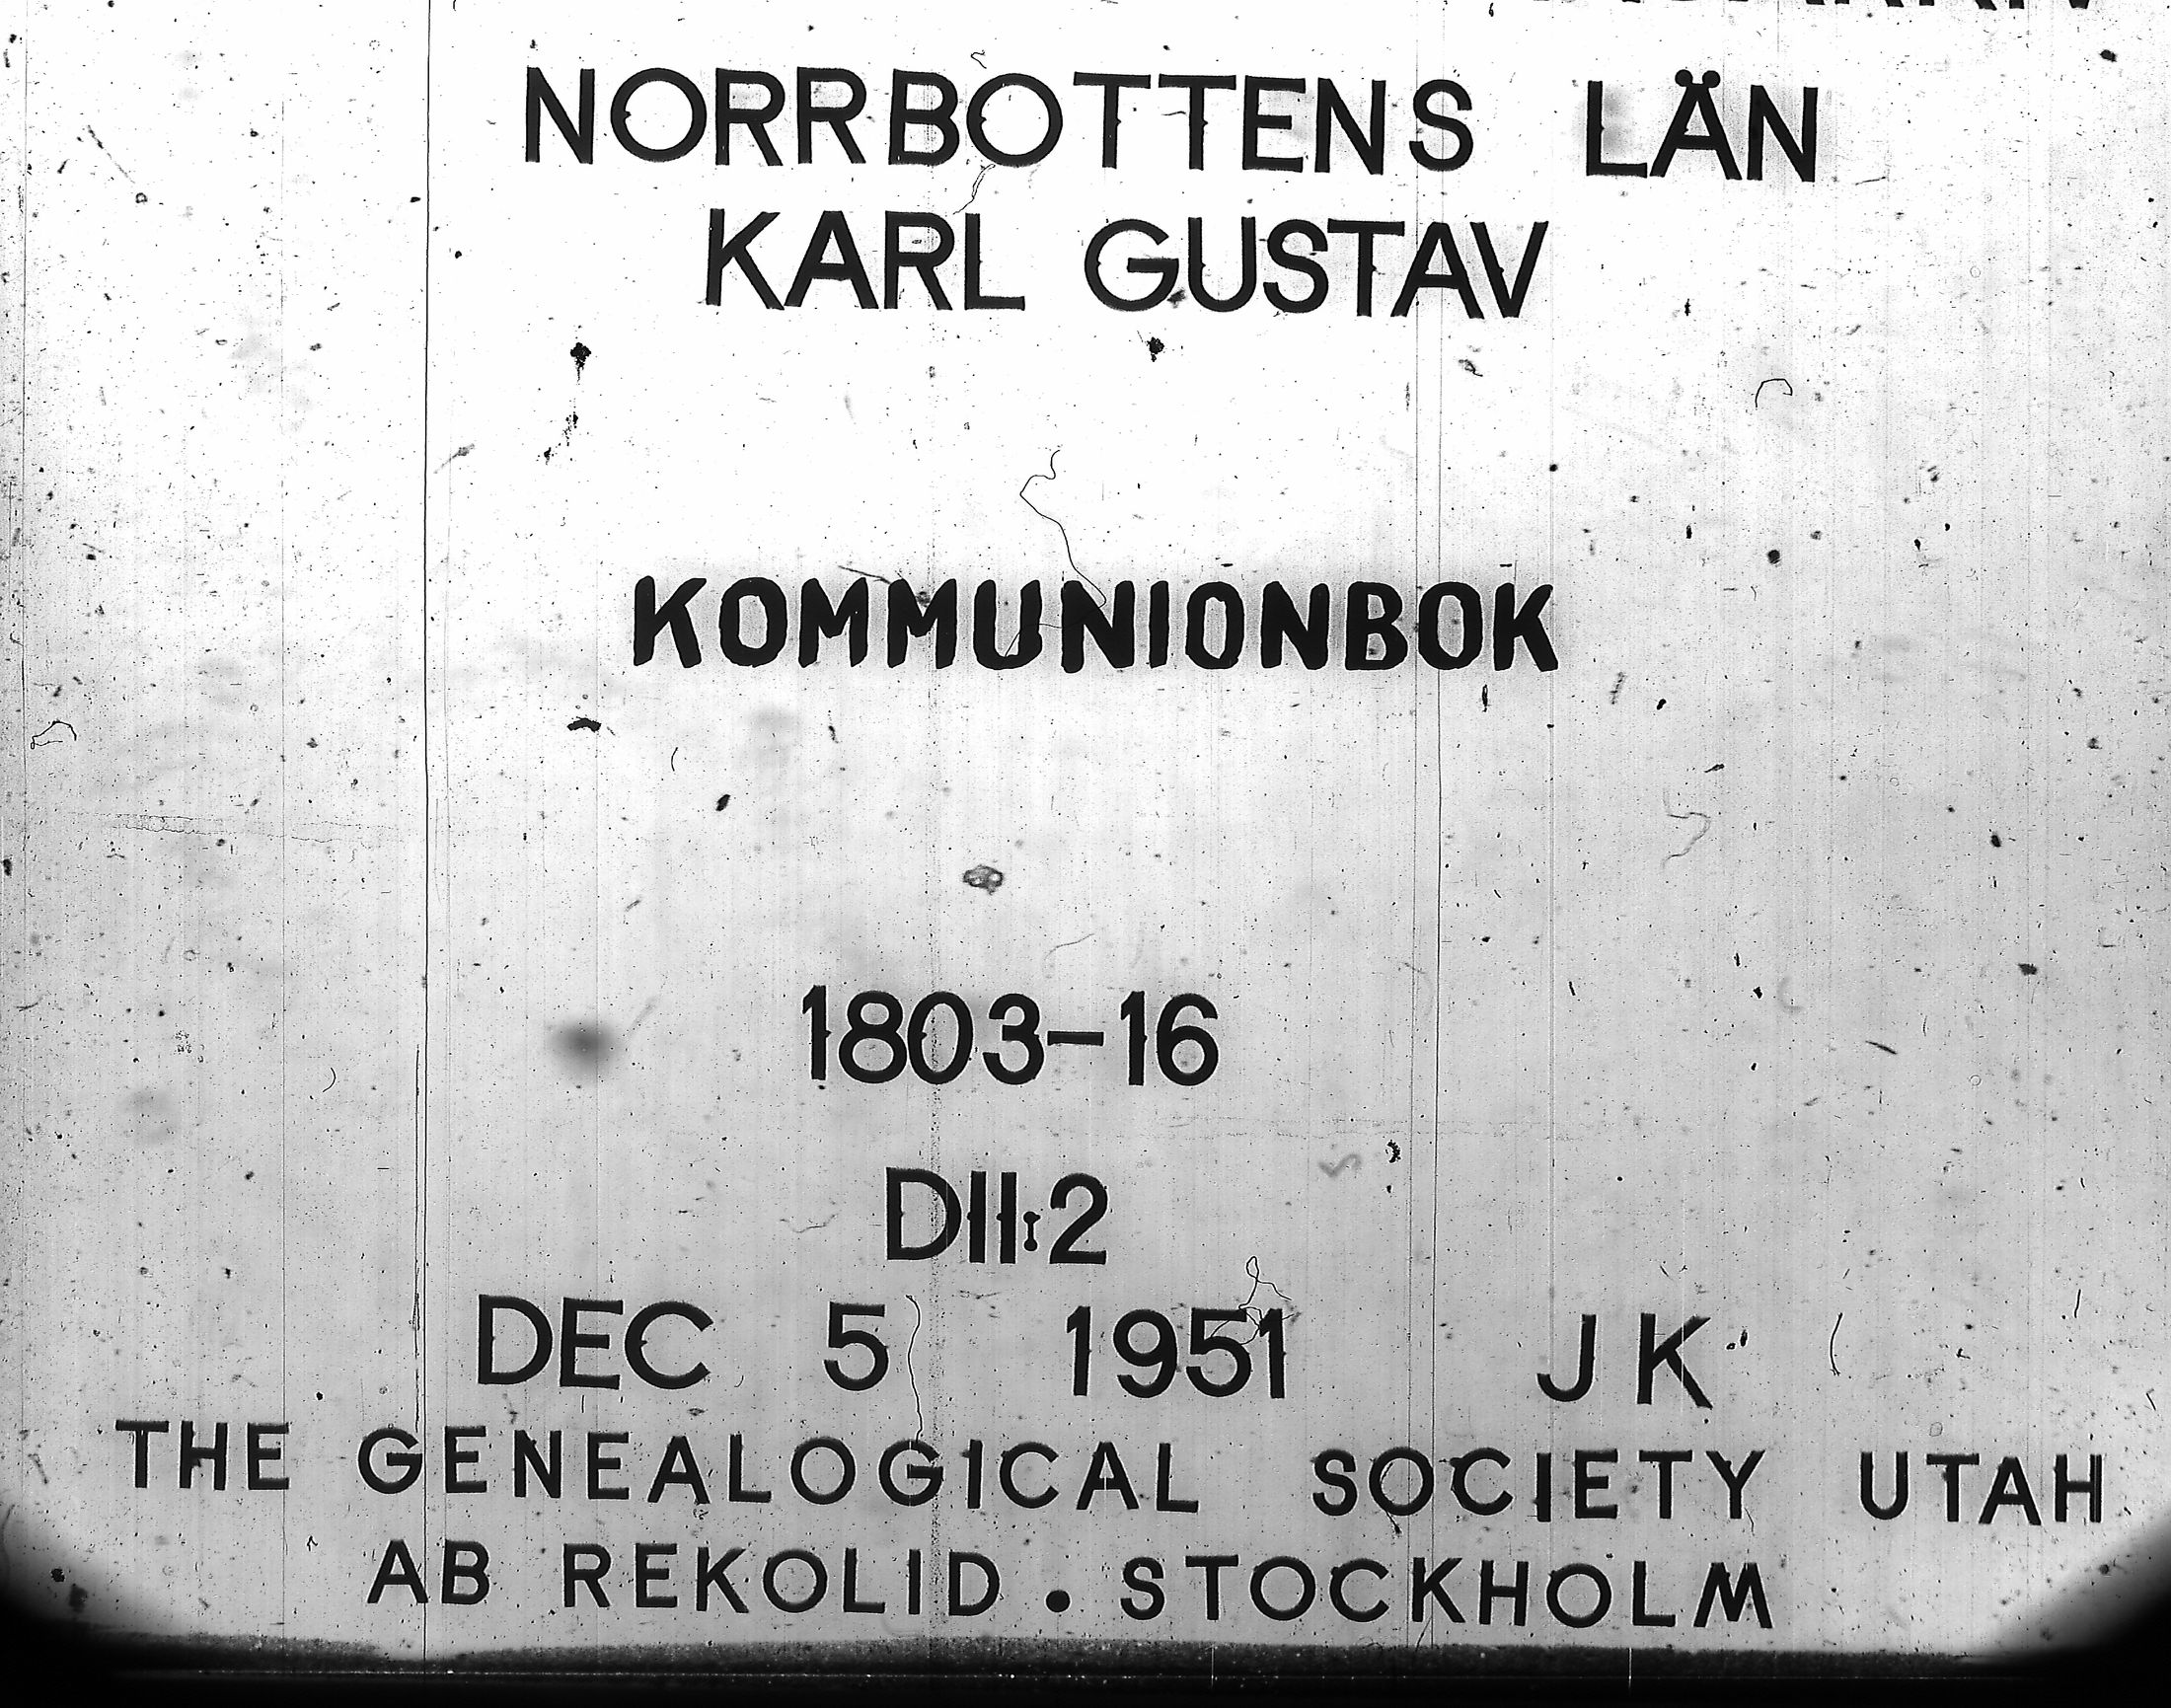 NORRBOTTENS LÄN
KARL GUSTAV
KOMMUNIONBOK
1803-16
DII:2
DEC 5 1951 JK
THE GENEALOGICAL SOCIETY UTAH
AB REKOLID • STOCKHOLM